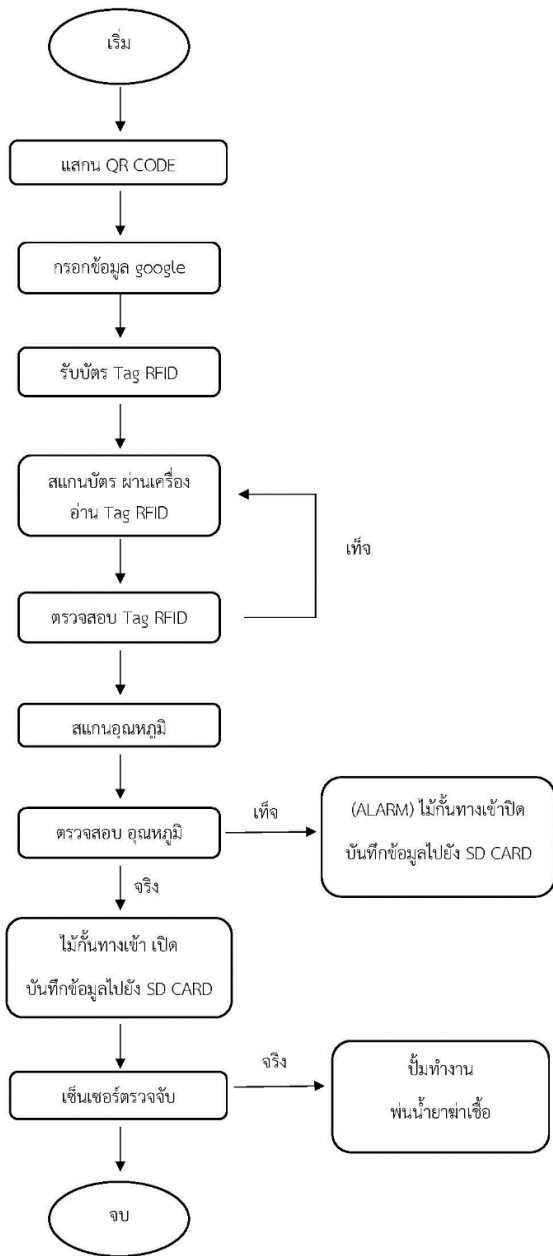 เริ่ม
แสกน QR CODE
กรอกข้อมูล google
รับบัตร Tag RFID
สแกนบัตร ผ่านเครื่อง
อ่าน Tag RFID
เท็จ
ตรวจสอบ Tag RFID
สแกนอุณหภูมิ
ตรวจสอบ อุณหภูมิ
เท็จ
(ALARM) ไม้กั้นทางเข้าปิด
บันทึกข้อมูลไปยัง SD CARD
จริง
ไม้กั้นทางเข้า เปิด
บันทึกข้อมูลไปยัง SD CARD
เซ็นเซอร์ตรวจจับ
จริง
ปั้มทำงาน
พ่นน้ำยาฆ่าเชื้อ
จบ